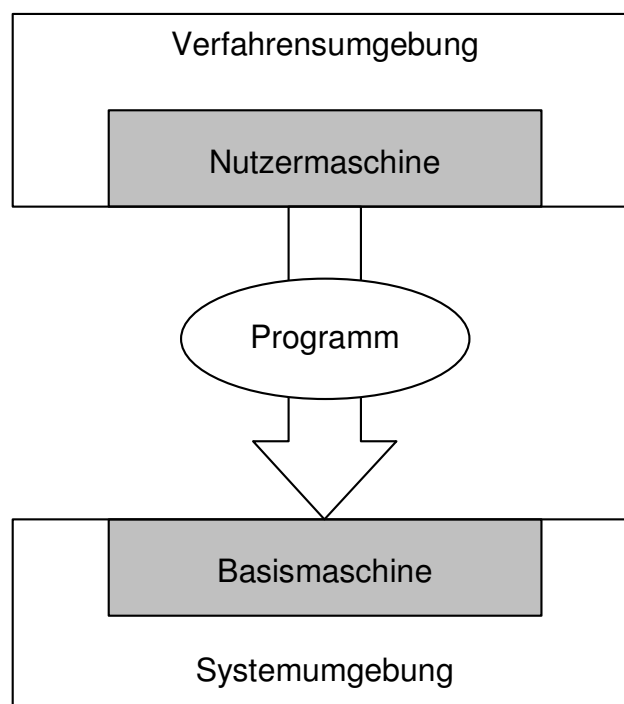 Verfahrensumgebung
Nutzermaschine
Programm
Basismaschine
Systemumgebung